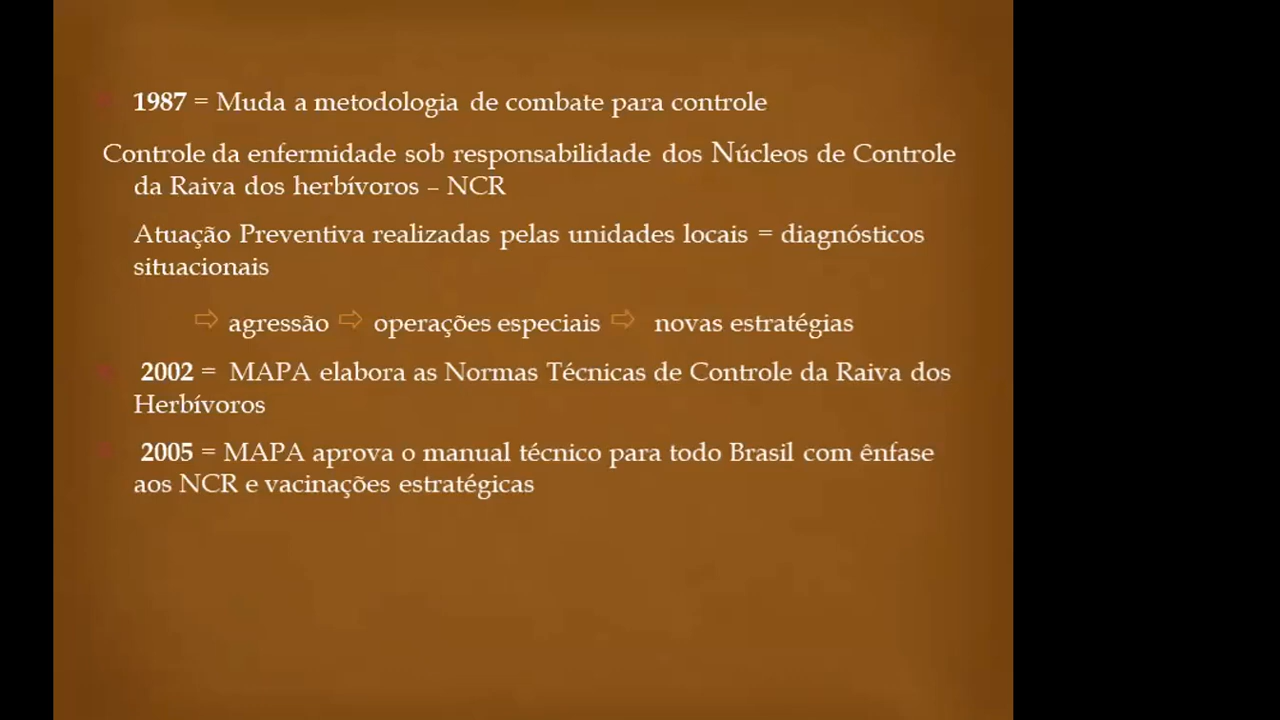 1987 = Muda a metodologia de combate para controle
Controle da enfermidade sob responsabilidade dos Núcleos de Controle
da Raiva dos herbívoros – NCR
Atuação Preventiva realizadas pelas unidades locais = diagnósticos
situacionais
⇨ agressão ⇨ operações especiais ⇨ novas estratégias
2002 = MAPA elabora as Normas Técnicas de Controle da Raiva dos
Herbívoros
2005 = MAPA aprova o manual técnico para todo Brasil com ênfase
aos NCR e vacinações estratégicas